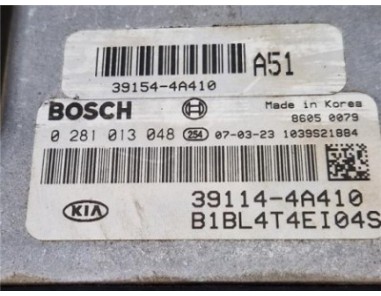 A51
39154-4A410
BOSCH
Made in Korea
8605 0079
0 281 013 048 254 07-03-23 1039S21884
39114-4A410
KIA
B1BL4T4EI04S